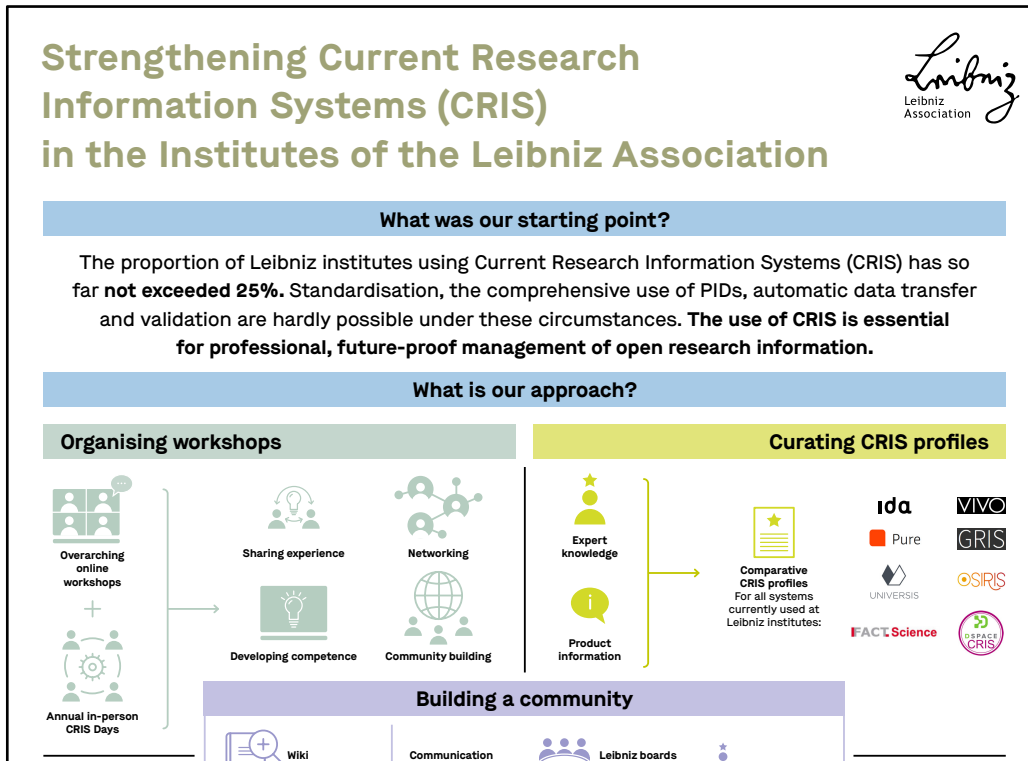 Strengthening Current Research
Information Systems (CRIS)
in the Institutes of the Leibniz Association
Leibniz
Leibniz
Association
What was our starting point?
The proportion of Leibniz institutes using Current Research Information Systems (CRIS) has so
far not exceeded 25%. Standardisation, the comprehensive use of PIDs, automatic data transfer
and validation are hardly possible under these circumstances. The use of CRIS is essential
for professional, future-proof management of open research information.
What is our approach?
Organising workshops
Overarching
online
workshops
+
Annual in-person
CRIS Days
Sharing experience
Networking
Developing competence
Community building
Curating CRIS profiles
Expert
knowledge
i
Product
information
Comparative
CRIS profiles
For all systems
currently used at
Leibniz institutes:
Ida
VIVO
Pure
GRIS
UNIVERSIS
OSIRIS
FACT.Science
DSPACE
CRIS
Building a community
Wiki
Communication
Leibniz boards